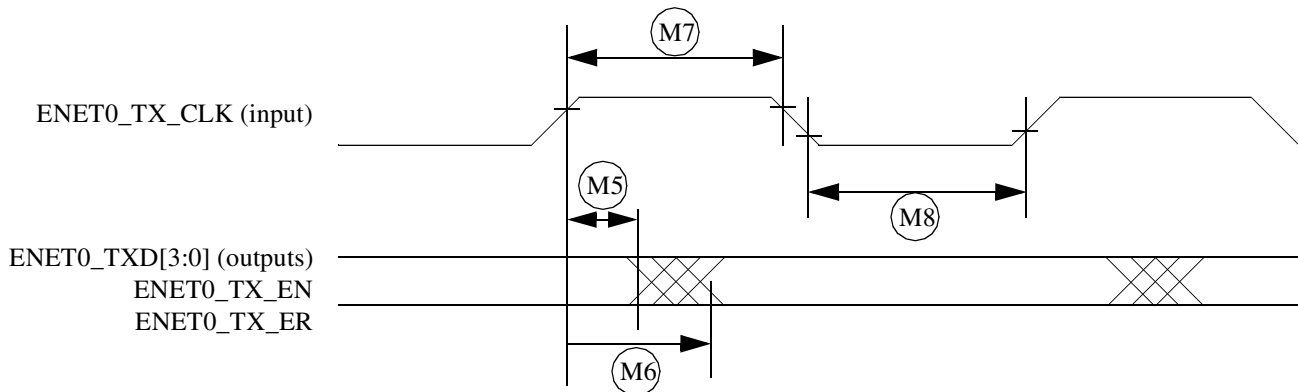 M7
ENET0_TX_CLK (input)
M5
M8
ENET0_TXD[3:0] (outputs)
ENET0_TX_EN
ENET0_TX_ER
M6